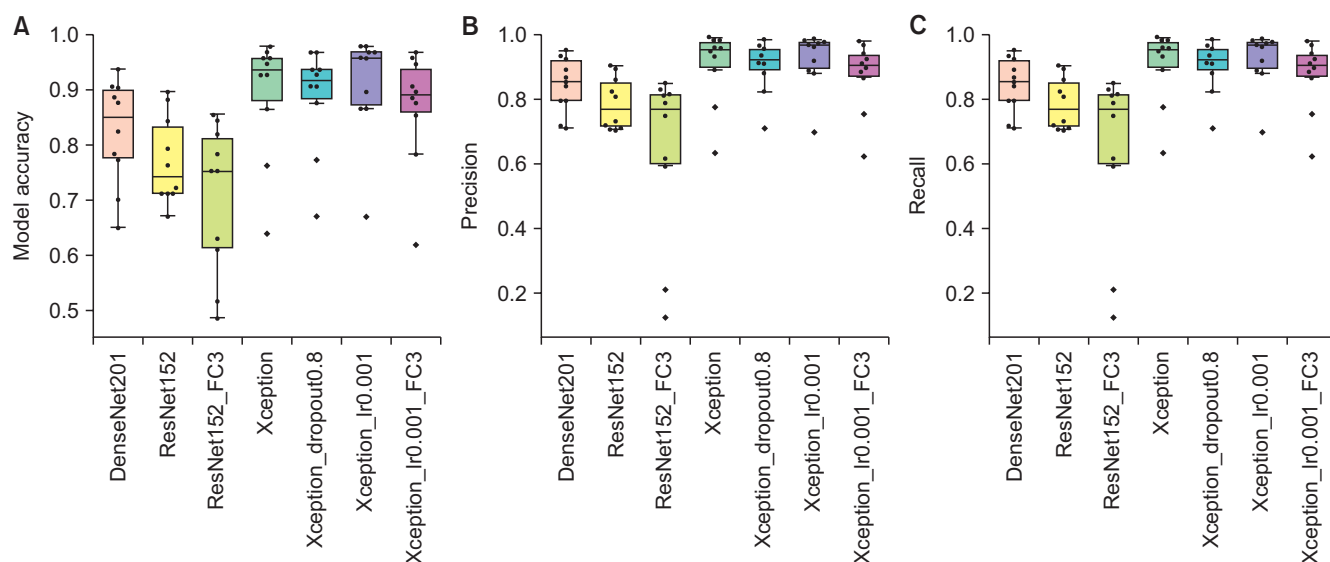 A
Model accuracy
1.0
0.9
0.8
0.7
0.6
0.5
DenseNet201
ResNet152
ResNet152_FC3
Xception
Xception_dropout0.8
Xception_lr0.001
Xception_lr0.001_FC3
B
Precision
1.0
0.8
0.6
0.4
0.2
DenseNet201
ResNet152
ResNet152_FC3
Xception
Xception_dropout0.8
Xception_lr0.001
Xception_lr0.001_FC3
C
Recall
1.0
0.8
0.6
0.4
0.2
DenseNet201
ResNet152
ResNet152_FC3
Xception
Xception_dropout0.8
Xception_lr0.001
Xception_lr0.001_FC3